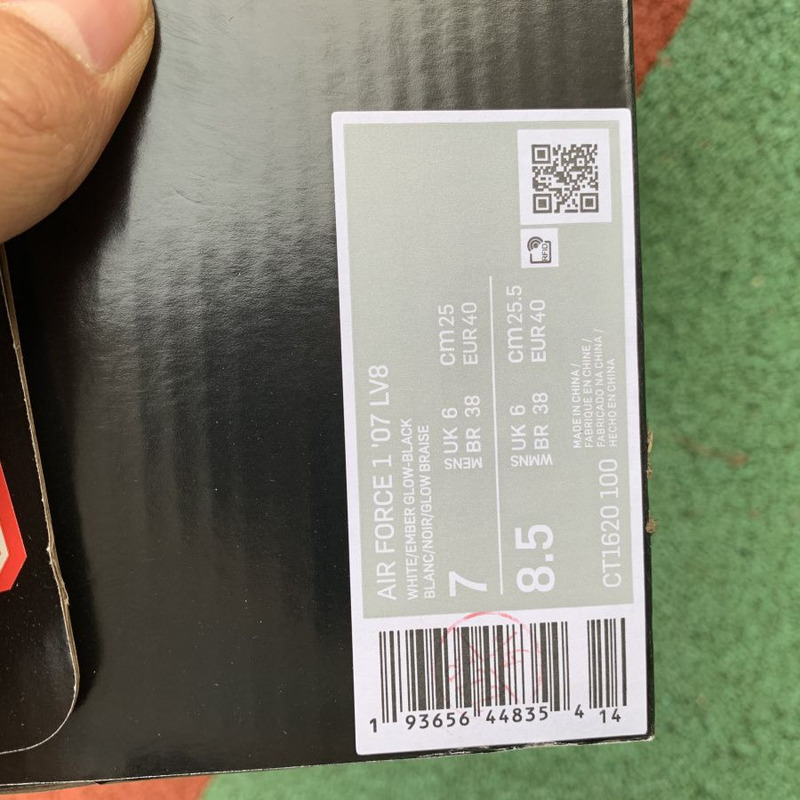 RFID
AIR FORCE 1 '07 LV8
WHITE/EMBER GLOW-BLACK
BLANC/NOIR/GLOW BRAISE
7 MENS UK 6 cm 25
BR 38 EUR 40
8.5 WMNS UK 6 cm 25.5
BR 38 EUR 40
MADE IN CHINA /
FABRIQUÉ EN CHINE /
FABRICADO NA CHINA /
HECHO EN CHINA
CT1620 100
1 93656 44835 4 14